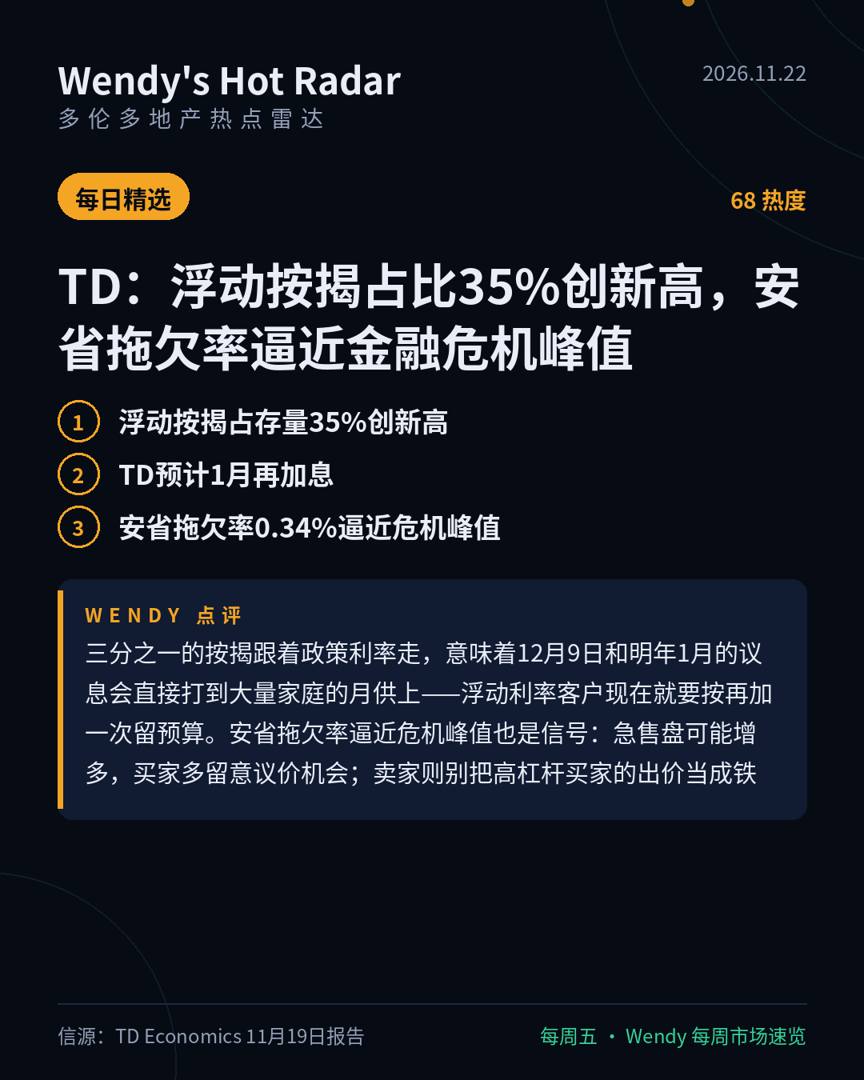 Wendy's Hot Radar
2026.11.22
多伦多地产热点雷达
每日精选
68 热度
TD：浮动按揭占比35%创新高，安
省拖欠率逼近金融危机峰值
1 浮动按揭占存量35%创新高
2 TD预计1月再加息
3 安省拖欠率0.34%逼近危机峰值
WENDY 点评
三分之一的按揭跟着政策利率走，意味着12月9日和明年1月的议
息会直接打到大量家庭的月供上——浮动利率客户现在就要按再加
一次留预算。安省拖欠率逼近危机峰值也是信号：急售盘可能增
多，买家多留意议价机会；卖家则别把高杠杆买家的出价当成铁
信源：TD Economics 11月19日报告
每周五 · Wendy 每周市场速览